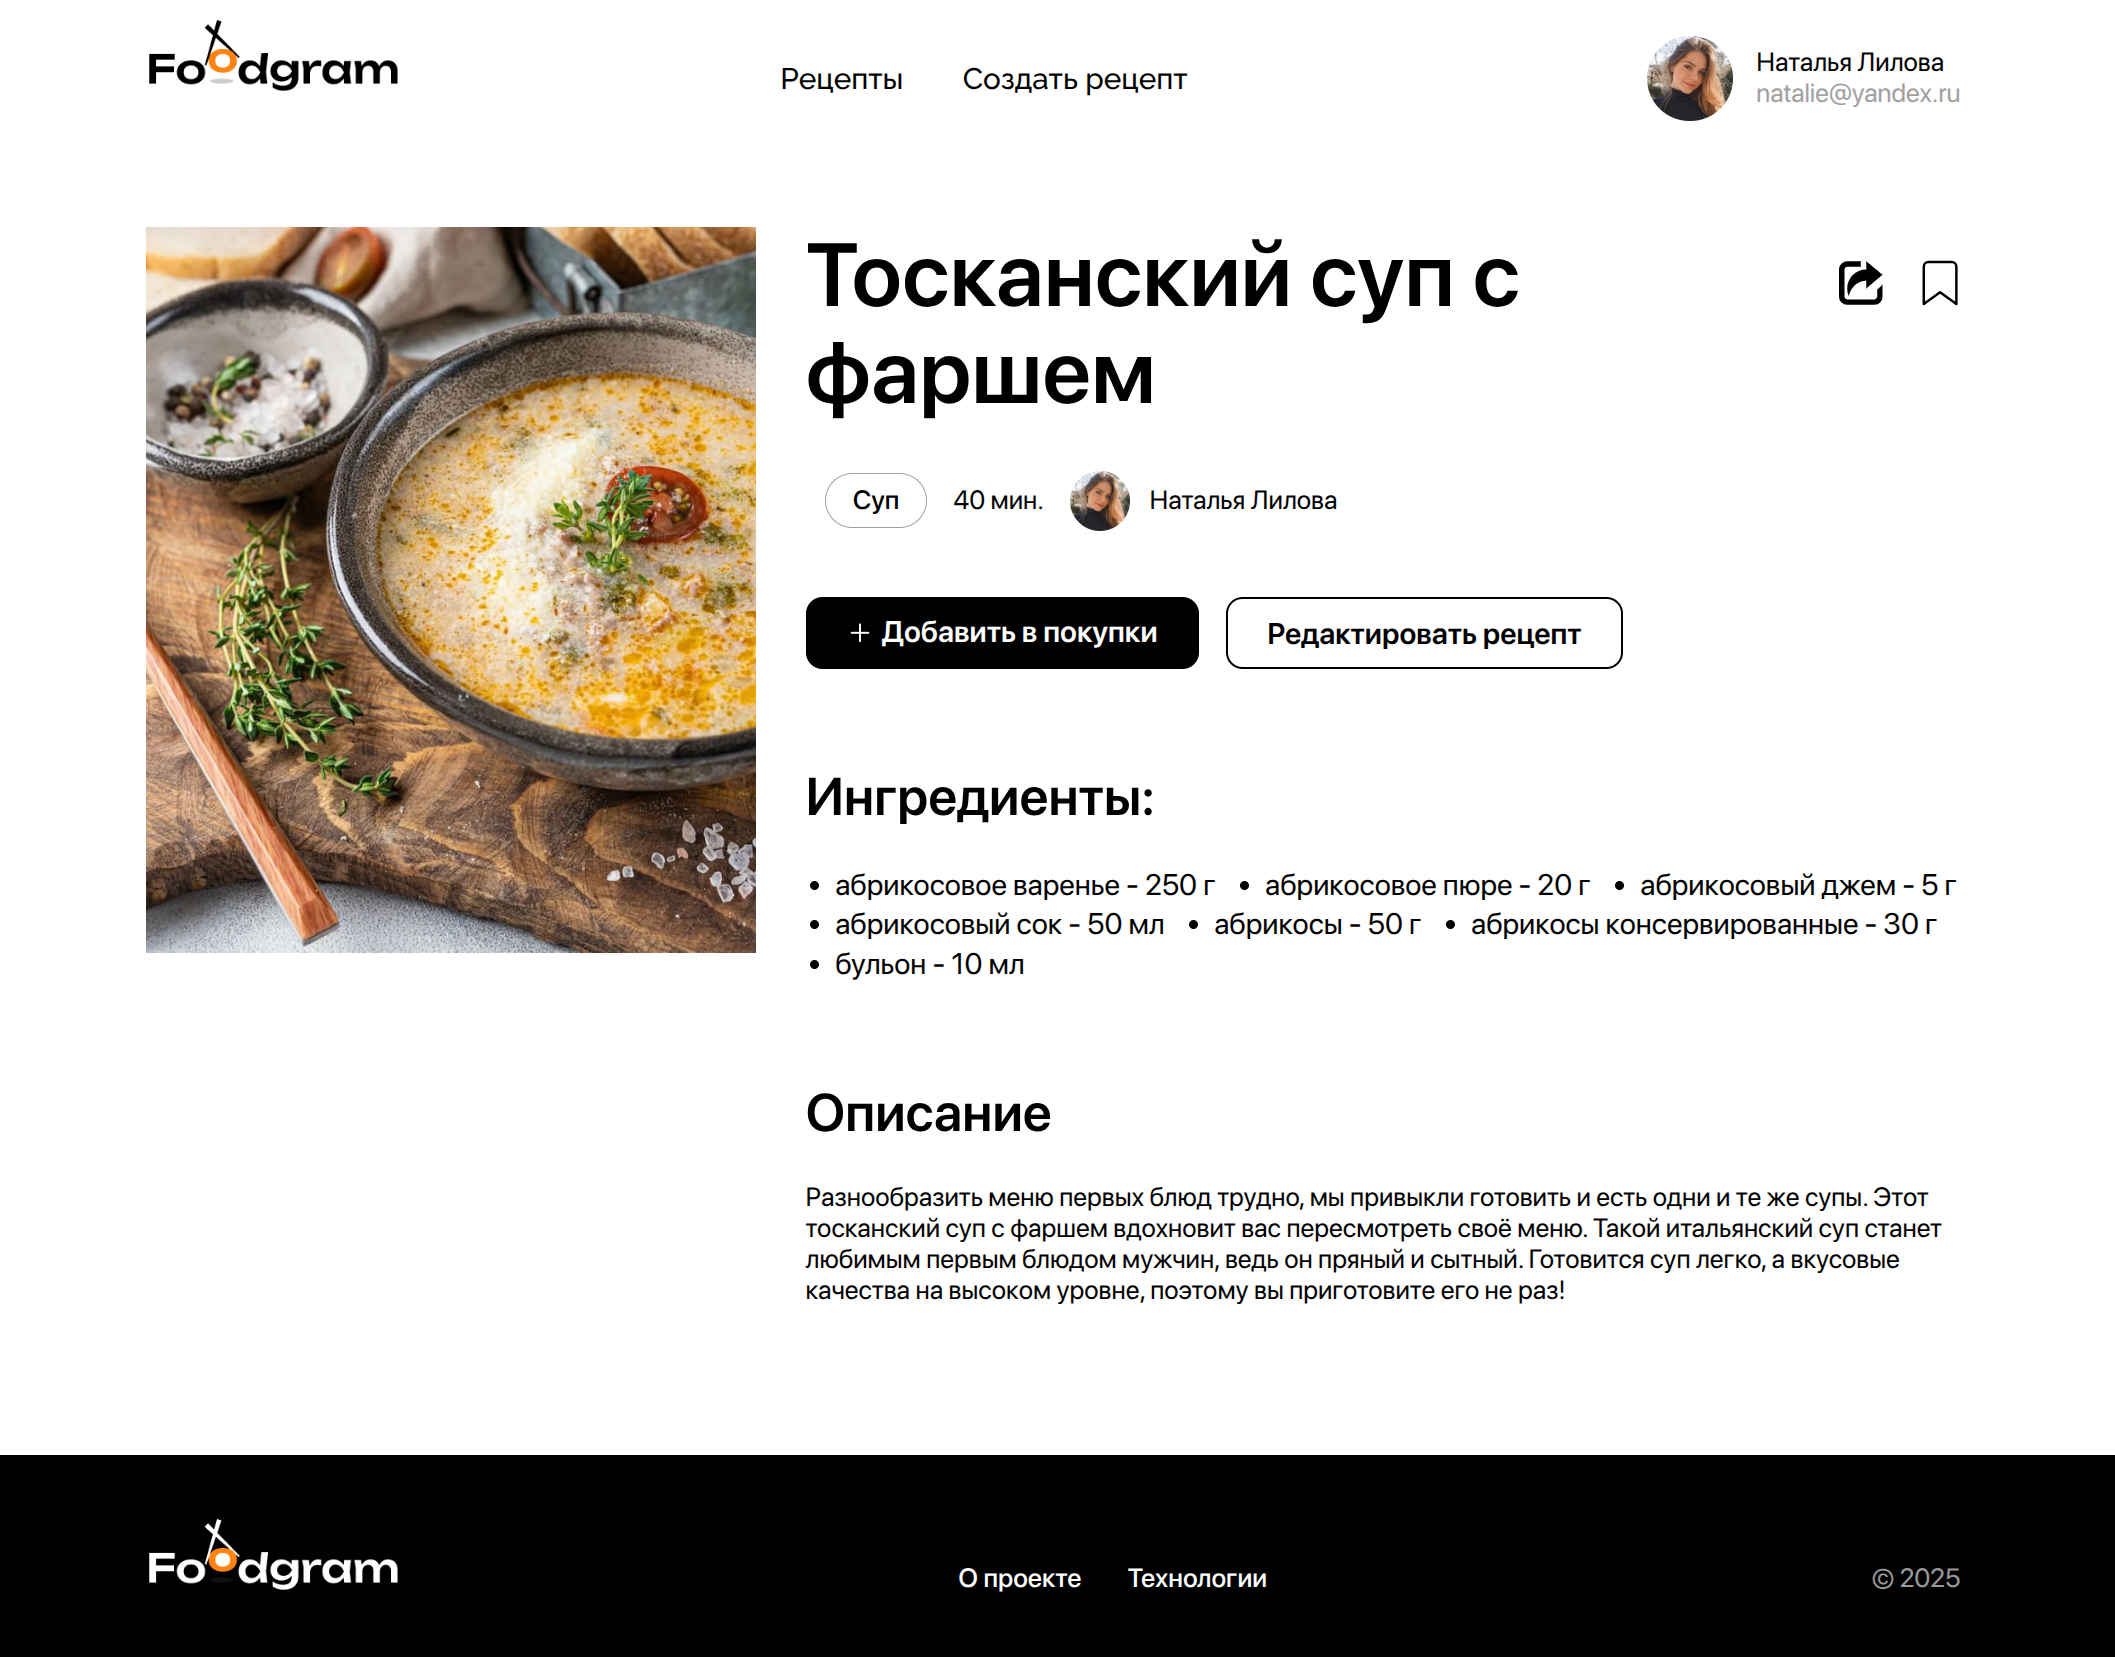 Foodgram
Рецепты Создать рецепт
Наталья Лилова
natalie@yandex.ru
Тосканский суп с
фаршем
Суп 40 мин. Наталья Лилова
+ Добавить в покупки Редактировать рецепт
Ингредиенты:
• абрикосовое варенье - 250 г • абрикосовое пюре - 20 г • абрикосовый джем - 5 г
• абрикосовый сок - 50 мл • абрикосы - 50 г • абрикосы консервированные - 30 г
• бульон - 10 мл
Описание
Разнообразить меню первых блюд трудно, мы привыкли готовить и есть одни и те же супы. Этот
тосканский суп с фаршем вдохновит вас пересмотреть своё меню. Такой итальянский суп станет
любимым первым блюдом мужчин, ведь он пряный и сытный. Готовится суп легко, а вкусовые
качества на высоком уровне, поэтому вы приготовите его не раз!
Foodgram
О проекте Технологии
© 2025